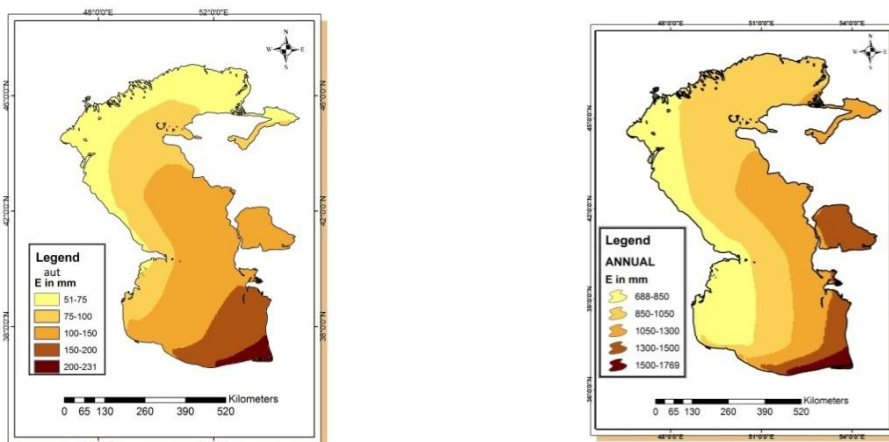 48°0'0"E 52°0'0"E
N
W E
S
Legend
aut
E in mm
51-75
75-100
100-150
150-200
200-231
Kilometers
0 65 130 260 390 520
48°0'0"E 51°0'0"E 54°0'0"E
N
W E
S
Legend
ANNUAL
E in mm
688-850
850-1050
1050-1300
1300-1500
1500-1769
Kilometers
0 65 130 260 390 520
48°0'0"E 51°0'0"E 54°0'0"E